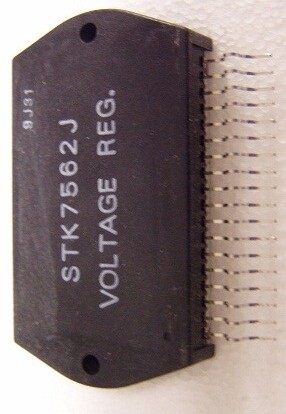 9J31
STK7562J
VOLTAGE REG.